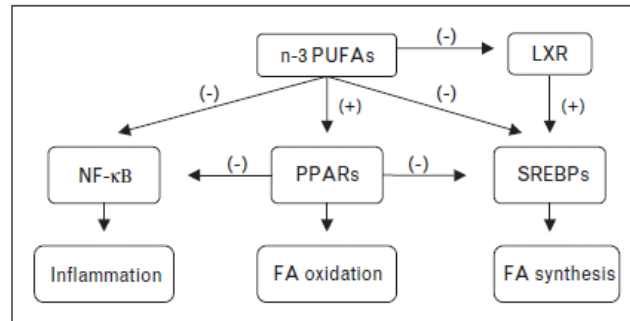 (-)
n-3 PUFAs
LXR
(-)
(+)
(-)
(+)
NF-κB
(-)
PPARs
(-)
SREBPs
Inflammation
FA oxidation
FA synthesis